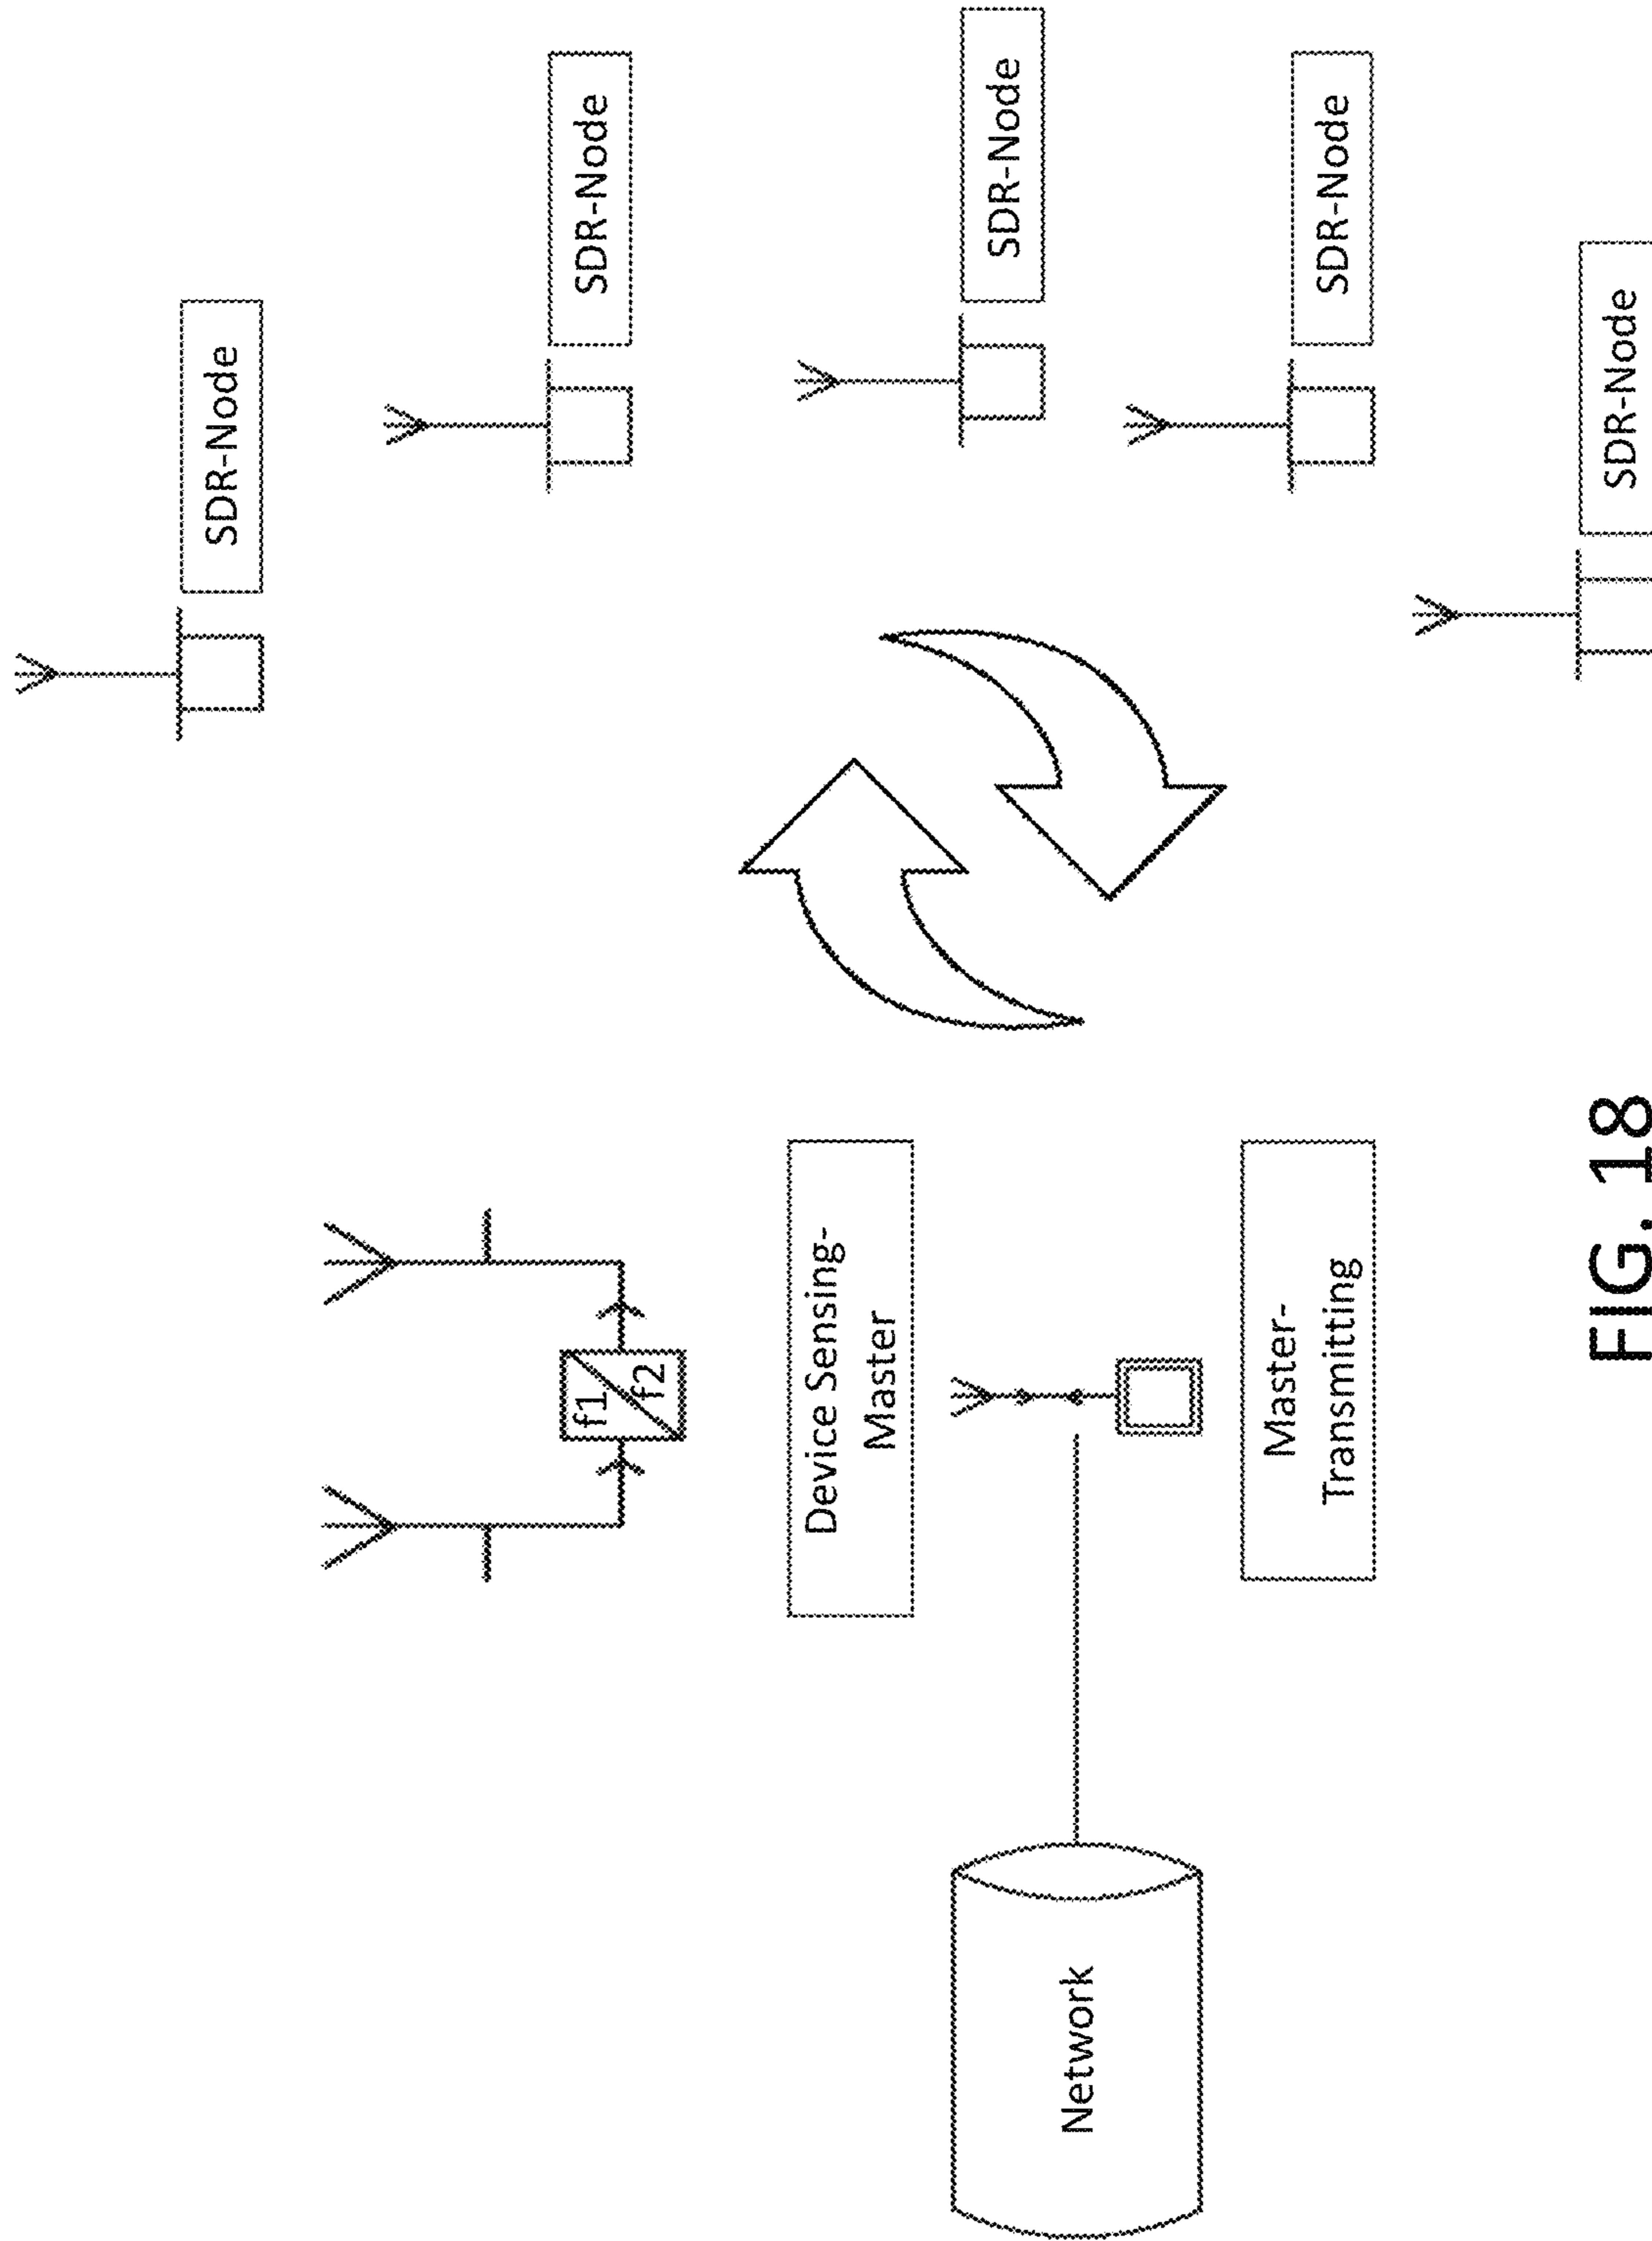 SDR-Node
SDR-Node
SDR-Node
SDR-Node
SDR-Node
f1
f2
Device Sensing-
Master
Master-
Transmitting
Network
FIG. 18